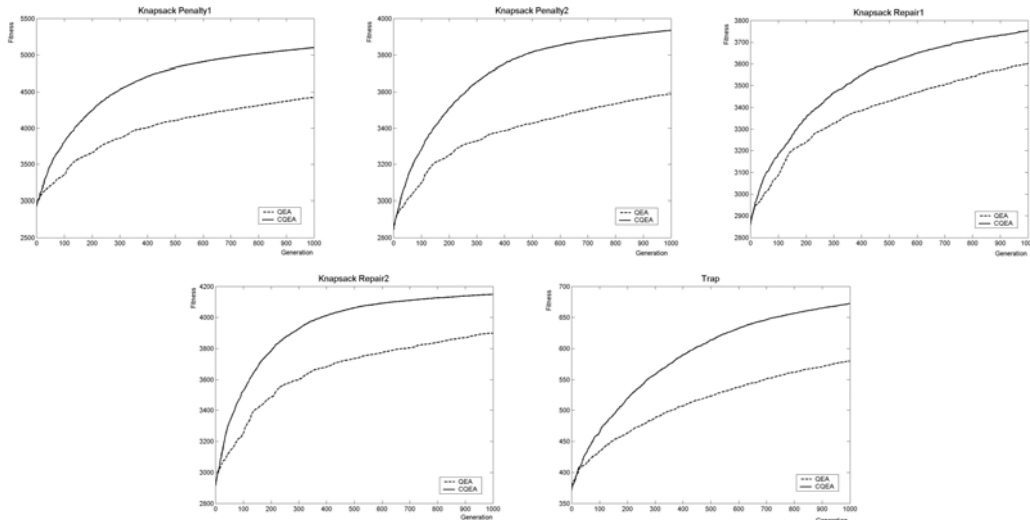 Knapsack Penalty1
Fitness
5500
5000
4500
4000
3500
3000
2500
0 100 200 300 400 500 600 700 800 900 1000
Generation
QEA
CQEA
Knapsack Penalty2
Fitness
4000
3800
3600
3400
3200
3000
2800
0 100 200 300 400 500 600 700 800 900 1000
Generation
QEA
CQEA
Knapsack Repair1
Fitness
3800
3700
3600
3500
3400
3300
3200
3100
3000
2900
2800
0 100 200 300 400 500 600 700 800 900 1000
Generation
QEA
CQEA
Knapsack Repair2
Fitness
4200
4000
3800
3600
3400
3200
3000
2800
0 100 200 300 400 500 600 700 800 900 1000
Generation
QEA
CQEA
Trap
Fitness
700
650
600
550
500
450
400
350
0 100 200 300 400 500 600 700 800 900 1000
Generation
QEA
CQEA